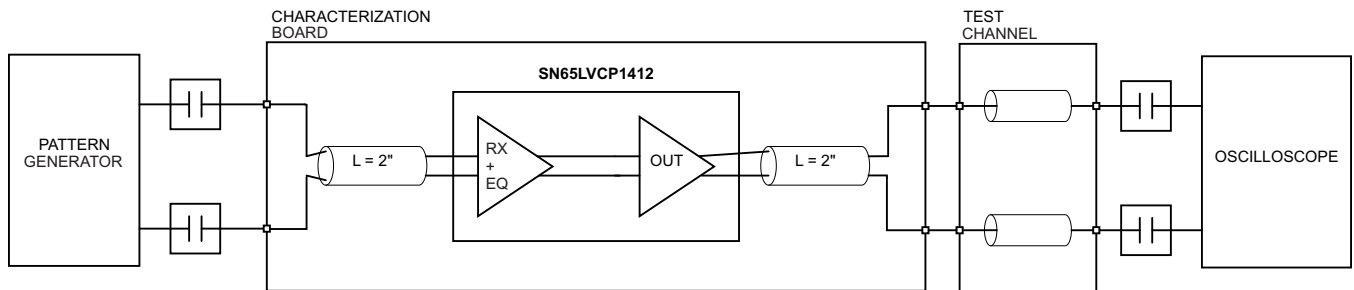 CHARACTERIZATION
BOARD
TEST
CHANNEL
SN65LVCP1412
PATTERN
GENERATOR
L = 2"
RX
+
EQ
OUT
L = 2"
OSCILLOSCOPE